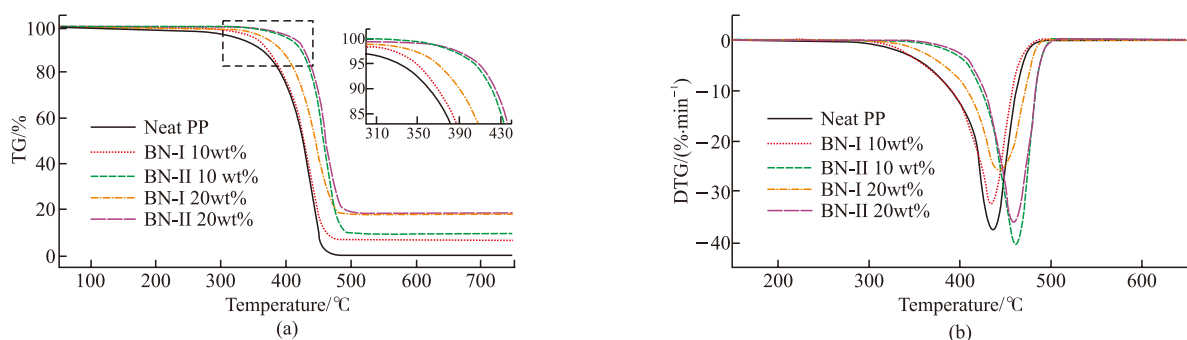 100
80
60
40
20
0
TG/%
100
95
90
85
310
350
390
430
Neat PP
BN-I 10wt%
BN-II 10 wt%
BN-I 20wt%
BN-II 20wt%
100
200
300
400
500
600
700
Temperature/℃
(a)
0
−10
−20
−30
−40
DTG/(%·min⁻¹)
Neat PP
BN-I 10wt%
BN-II 10 wt%
BN-I 20wt%
BN-II 20wt%
200
300
400
500
600
Temperature/℃
(b)